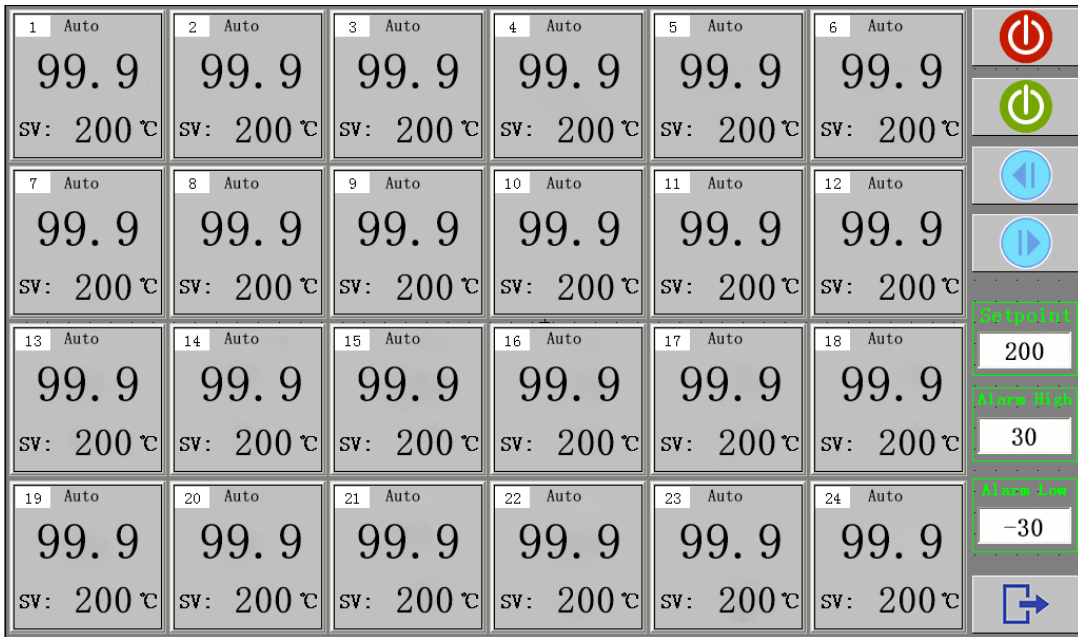 1 Auto 2 Auto 3 Auto 4 Auto 5 Auto 6 Auto
99.9 99.9 99.9 99.9 99.9 99.9
SV: 200 ℃ SV: 200 ℃ SV: 200 ℃ SV: 200 ℃ SV: 200 ℃ SV: 200 ℃
7 Auto 8 Auto 9 Auto 10 Auto 11 Auto 12 Auto
99.9 99.9 99.9 99.9 99.9 99.9
SV: 200 ℃ SV: 200 ℃ SV: 200 ℃ SV: 200 ℃ SV: 200 ℃ SV: 200 ℃
13 Auto 14 Auto 15 Auto 16 Auto 17 Auto 18 Auto
99.9 99.9 99.9 99.9 99.9 99.9
SV: 200 ℃ SV: 200 ℃ SV: 200 ℃ SV: 200 ℃ SV: 200 ℃ SV: 200 ℃
19 Auto 20 Auto 21 Auto 22 Auto 23 Auto 24 Auto
99.9 99.9 99.9 99.9 99.9 99.9
SV: 200 ℃ SV: 200 ℃ SV: 200 ℃ SV: 200 ℃ SV: 200 ℃ SV: 200 ℃
Setpoint
200
Alarm High
30
Alarm Low
-30